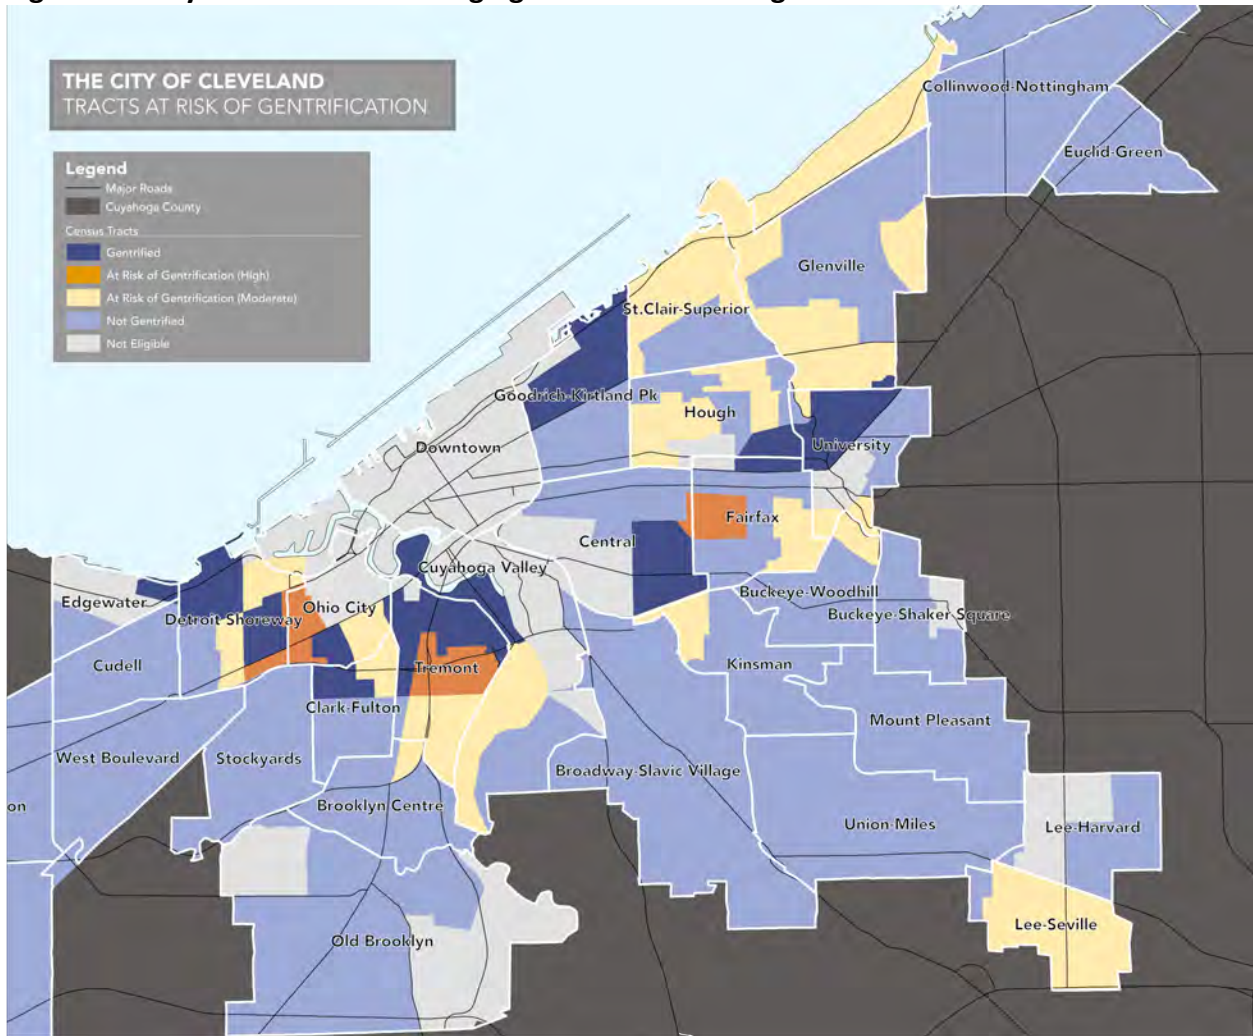 THE CITY OF CLEVELAND
TRACTS AT RISK OF GENTRIFICATION
Legend
Major Roads
Cuyahoga County
Census Tracts
Gentrified
At Risk of Gentrification (High)
At Risk of Gentrification (Moderate)
Not Gentrified
Not Eligible
Collinwood-Nottingham
Euclid-Green
Glenville
St.Clair-Superior
Goodrich-Kirtland Pk
Hough
University
Downtown
Fairfax
Central
Cuyahoga Valley
Buckeye-Woodhill
Edgewater
Ohio City
Detroit Shoreway
Buckeye-Shaker Square
Cudell
Tremont
Kinsman
Clark-Fulton
Mount Pleasant
West Boulevard
Stockyards
Broadway-Slavic Village
on
Brooklyn Centre
Union-Miles
Lee-Harvard
Old Brooklyn
Lee-Seville